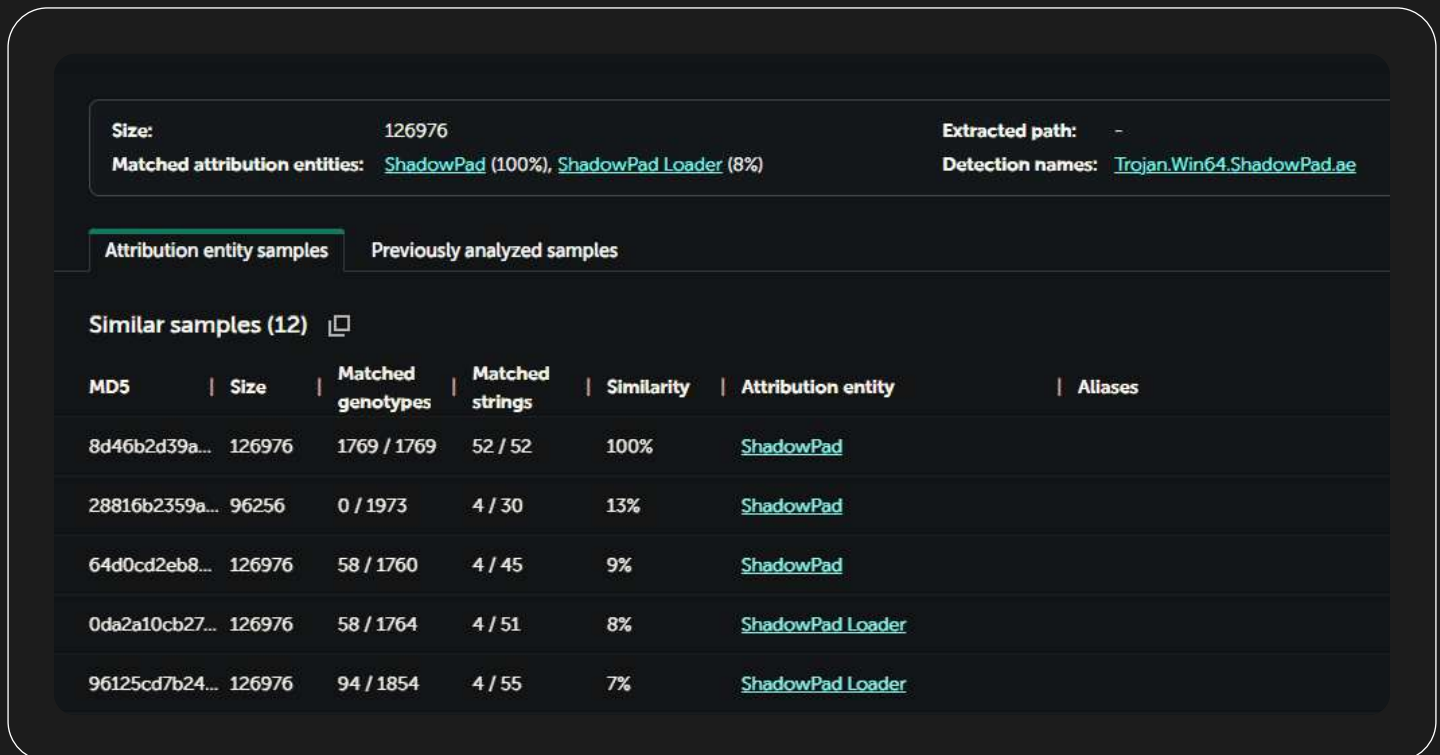 Size: 126976 Extracted path: -
Matched attribution entities: ShadowPad (100%), ShadowPad Loader (8%) Detection names: Trojan.Win64.ShadowPad.ae
Attribution entity samples Previously analyzed samples
Similar samples (12)
MD5 | Size | Matched genotypes | Matched strings | Similarity | Attribution entity | Aliases
8d46b2d39a... 126976 1769 / 1769 52 / 52 100% ShadowPad
28816b2359a... 96256 0 / 1973 4 / 30 13% ShadowPad
64d0cd2eb8... 126976 58 / 1760 4 / 45 9% ShadowPad
0da2a10cb27... 126976 58 / 1764 4 / 51 8% ShadowPad Loader
96125cd7b24... 126976 94 / 1854 4 / 55 7% ShadowPad Loader